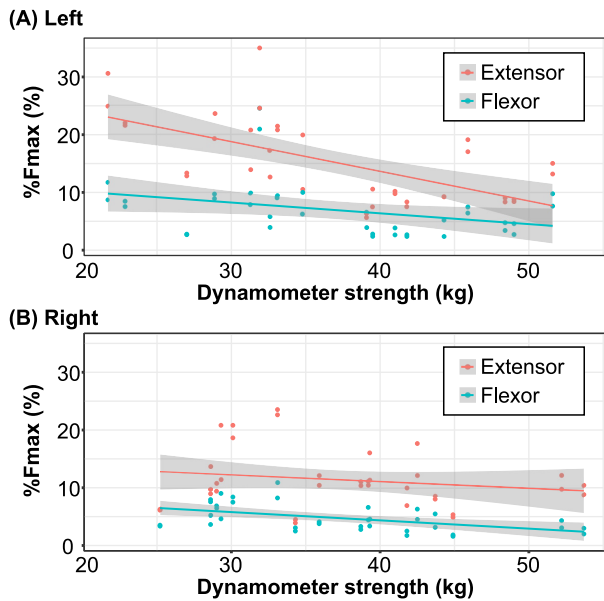 (A) Left
%Fmax (%)
30
20
10
0
Extensor
Flexor
20 30 40 50
Dynamometer strength (kg)
(B) Right
%Fmax (%)
30
20
10
0
Extensor
Flexor
20 30 40 50
Dynamometer strength (kg)